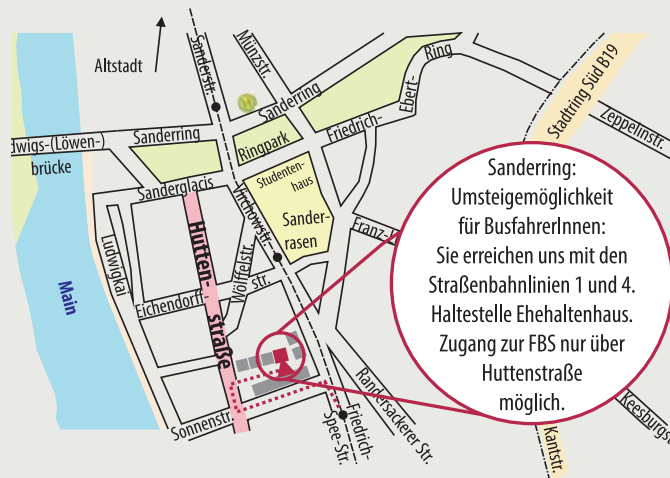 Altstadt
Sanderstr.
Münzstr.
Ring
Sanderring
Ebert-
Friedrich-
Stadtring Süd B19
Zeppelinstr.
dwigs-(Löwen-)
brücke
Sanderring
Ringpark
Sanderglacis
Studenten-
haus
Sander-
rasen
Virchowstr.
Franz-L
Ludwigkai
Main
Hutten-
straße
Wölffelstr.
Eichendorff-
str.
Sonnenstr.
Friedrich-
Spee-Str.
Randersackerer Str.
Kantstr.
Keesburgst
Sanderring:
Umsteigemöglichkeit
für BusfahrerInnen:
Sie erreichen uns mit den
Straßenbahnlinien 1 und 4.
Haltestelle Ehehaltenhaus.
Zugang zur FBS nur über
Huttenstraße
möglich.